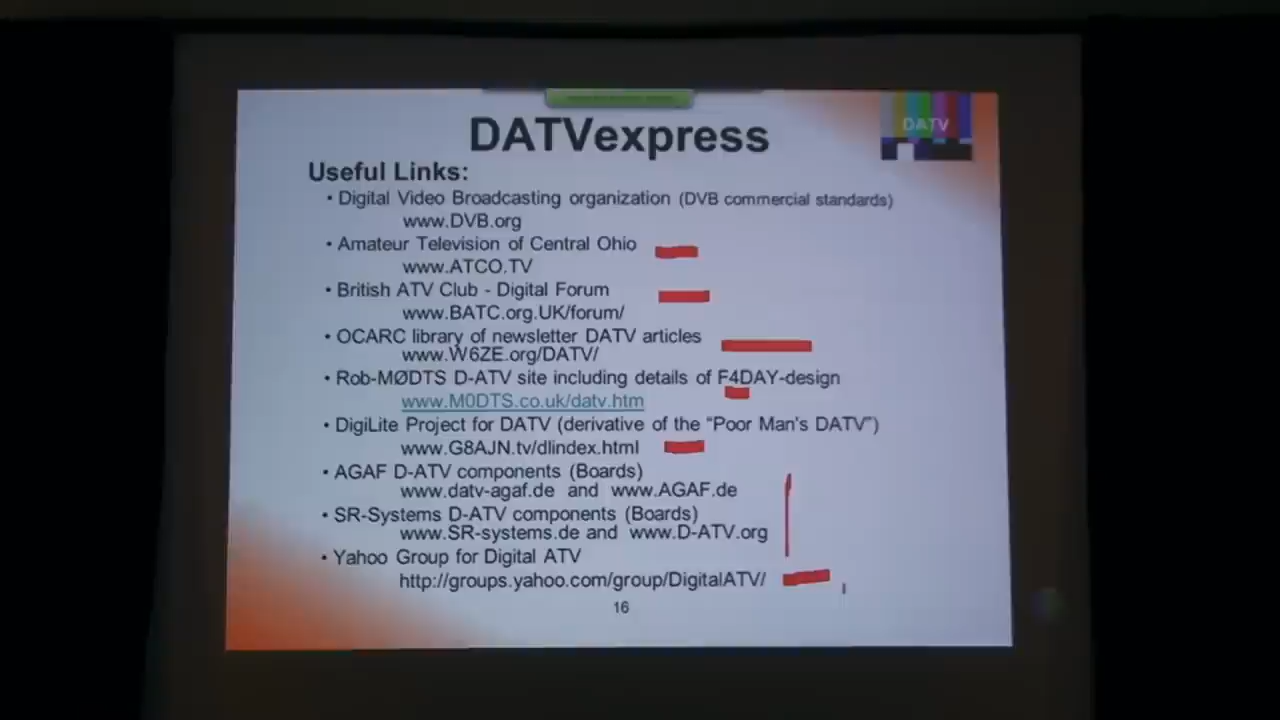 DATVexpress
DATV
Useful Links:
• Digital Video Broadcasting organization (DVB commercial standards)
www.DVB.org
• Amateur Television of Central Ohio
www.ATCO.TV
• British ATV Club - Digital Forum
www.BATC.org.UK/forum/
• OCARC library of newsletter DATV articles
www.W6ZE.org/DATV/
• Rob-MØDTS D-ATV site including details of F4DAY-design
www.M0DTS.co.uk/datv.htm
• DigiLite Project for DATV (derivative of the “Poor Man's DATV”)
www.G8AJN.tv/dlindex.html
• AGAF D-ATV components (Boards)
www.datv-agaf.de and www.AGAF.de
• SR-Systems D-ATV components (Boards)
www.SR-systems.de and www.D-ATV.org
• Yahoo Group for Digital ATV
http://groups.yahoo.com/group/DigitalATV/
16